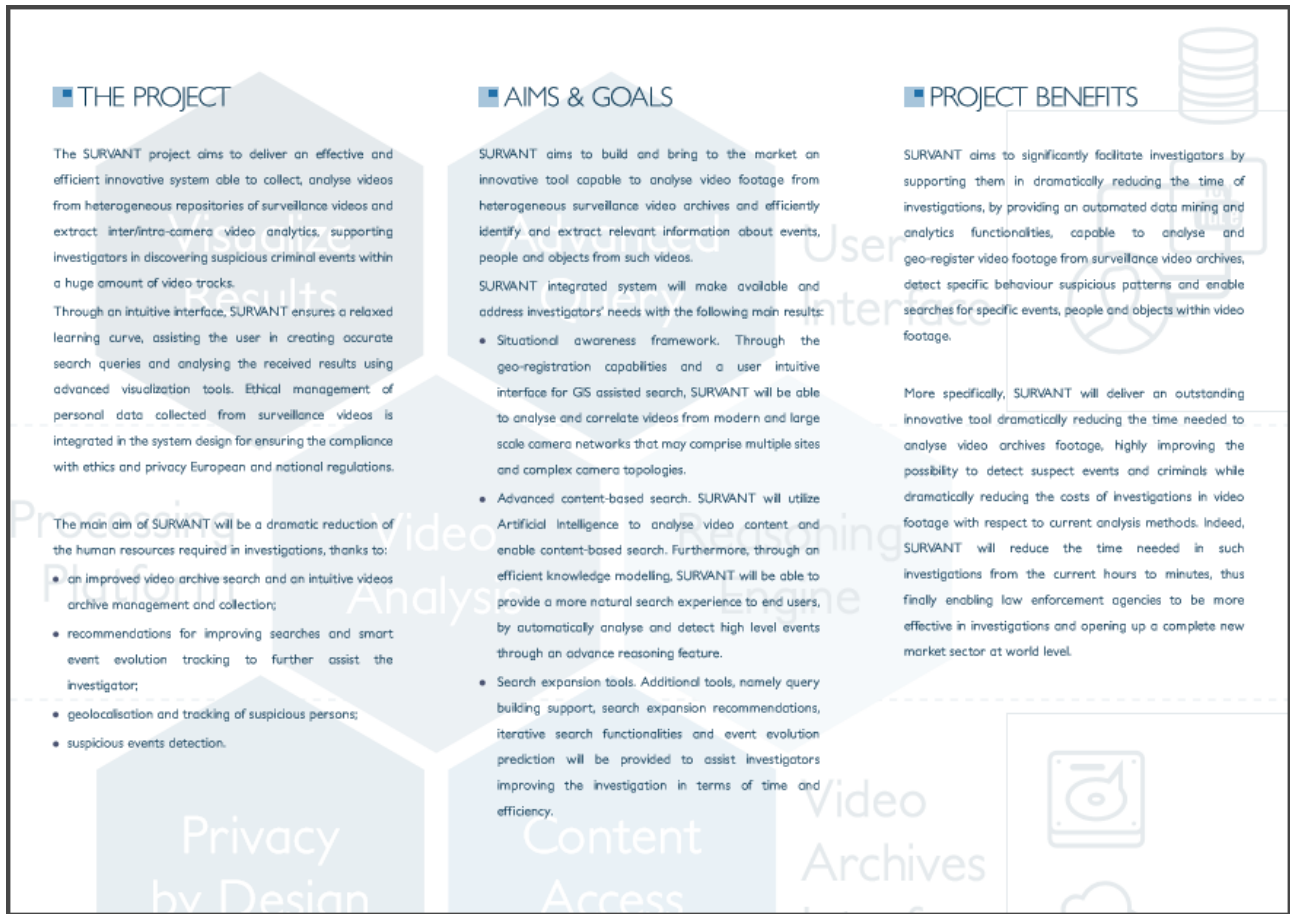 THE PROJECT
The SURVANT project aims to deliver an effective and
efficient innovative system able to collect, analyse videos
from heterogeneous repositories of surveillance videos and
extract inter/intra-camera video analytics, supporting
investigators in discovering suspicious criminal events within
a huge amount of video tracks.
Through an intuitive interface, SURVANT ensures a relaxed
learning curve, assisting the user in creating accurate
search queries and analysing the received results using
advanced visualization tools. Ethical management of
personal data collected from surveillance videos is
integrated in the system design for ensuring the compliance
with ethics and privacy European and national regulations.
The main aim of SURVANT will be a dramatic reduction of
the human resources required in investigations, thanks to:
• an improved video archive search and an intuitive videos
archive management and collection;
• recommendations for improving searches and smart
event evolution tracking to further assist the
investigator;
• geolocalisation and tracking of suspicious persons;
• suspicious events detection.
AIMS & GOALS
SURVANT aims to build and bring to the market an
innovative tool capable to analyse video footage from
heterogeneous surveillance video archives and efficiently
identify and extract relevant information about events,
people and objects from such videos.
SURVANT integrated system will make available and
address investigators' needs with the following main results:
• Situational awareness framework. Through the
geo-registration capabilities and a user intuitive
interface for GIS assisted search, SURVANT will be able
to analyse and correlate videos from modern and large
scale camera networks that may comprise multiple sites
and complex camera topologies.
• Advanced content-based search. SURVANT will utilize
Artificial Intelligence to analyse video content and
enable content-based search. Furthermore, through an
efficient knowledge modelling, SURVANT will be able to
provide a more natural search experience to end users,
by automatically analyse and detect high level events
through an advance reasoning feature.
• Search expansion tools. Additional tools, namely query
building support, search expansion recommendations,
iterative search functionalities and event evolution
prediction will be provided to assist investigators
improving the investigation in terms of time and
efficiency.
PROJECT BENEFITS
SURVANT aims to significantly facilitate investigators by
supporting them in dramatically reducing the time of
investigations, by providing an automated data mining and
analytics functionalities, capable to analyse and
geo-register video footage from surveillance video archives,
detect specific behaviour suspicious patterns and enable
searches for specific events, people and objects within video
footage.
More specifically, SURVANT will deliver an outstanding
innovative tool dramatically reducing the time needed to
analyse video archives footage, highly improving the
possibility to detect suspect events and criminals while
dramatically reducing the costs of investigations in video
footage with respect to current analysis methods. Indeed,
SURVANT will reduce the time needed in such
investigations from the current hours to minutes, thus
finally enabling law enforcement agencies to be more
effective in investigations and opening up a complete new
market sector at world level.
Visualize
Results
Advanced
Query
User
Interface
Processing
Platform
Video
Analysis
Reasoning
Engine
Privacy
by Design
Content
Access
Video
Archives